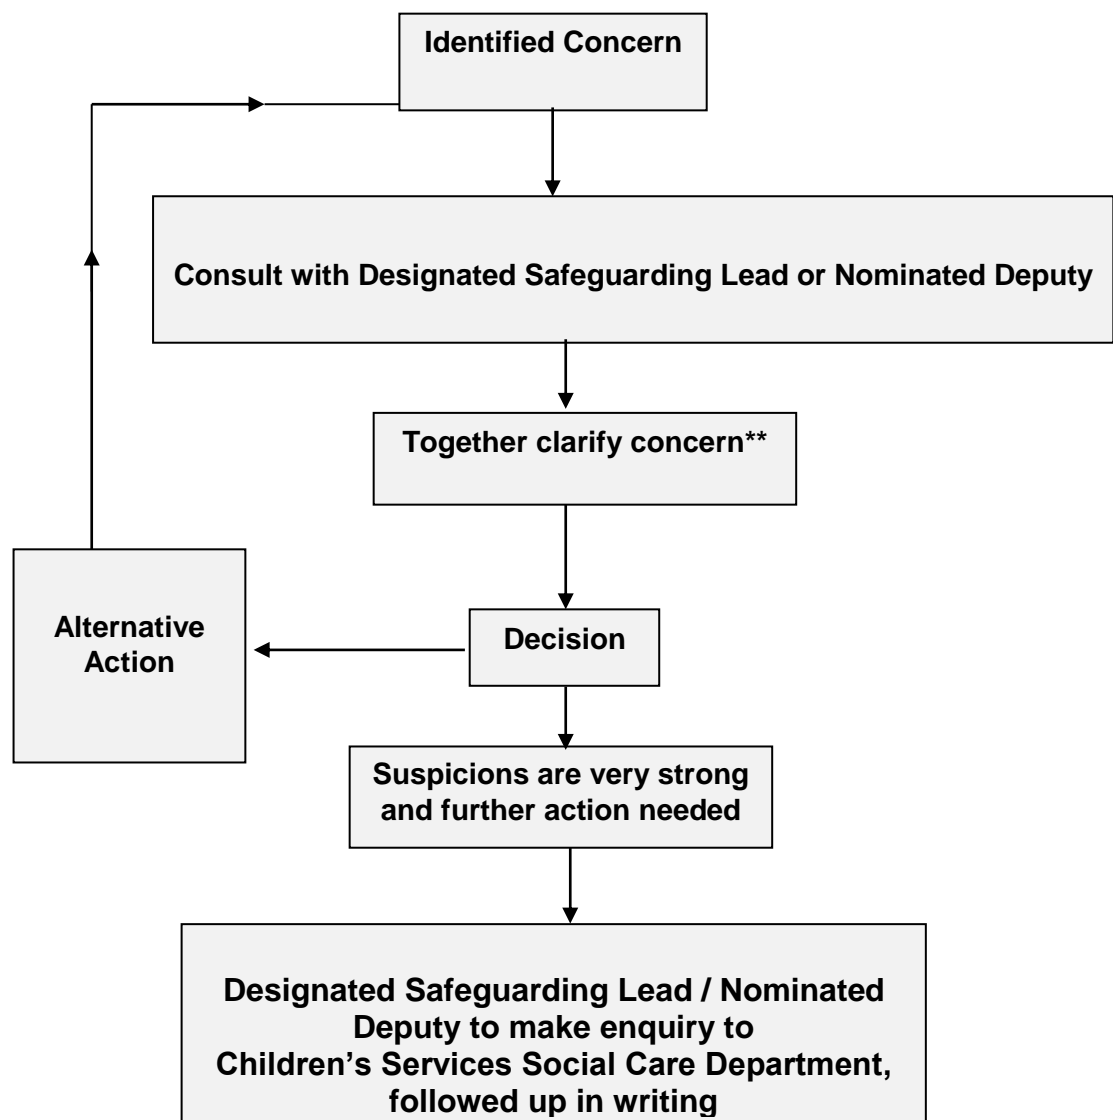 Identified Concern
Consult with Designated Safeguarding Lead or Nominated Deputy
Together clarify concern**
Alternative
Action
Decision
Suspicions are very strong
and further action needed
Designated Safeguarding Lead / Nominated
Deputy to make enquiry to
Children’s Services Social Care Department,
followed up in writing